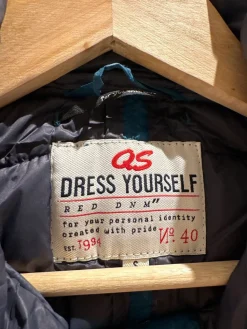 QS
DRESS YOURSELF
RED DNM"
for your personal identity
created with pride
EST. 1994
Nº. 40
S